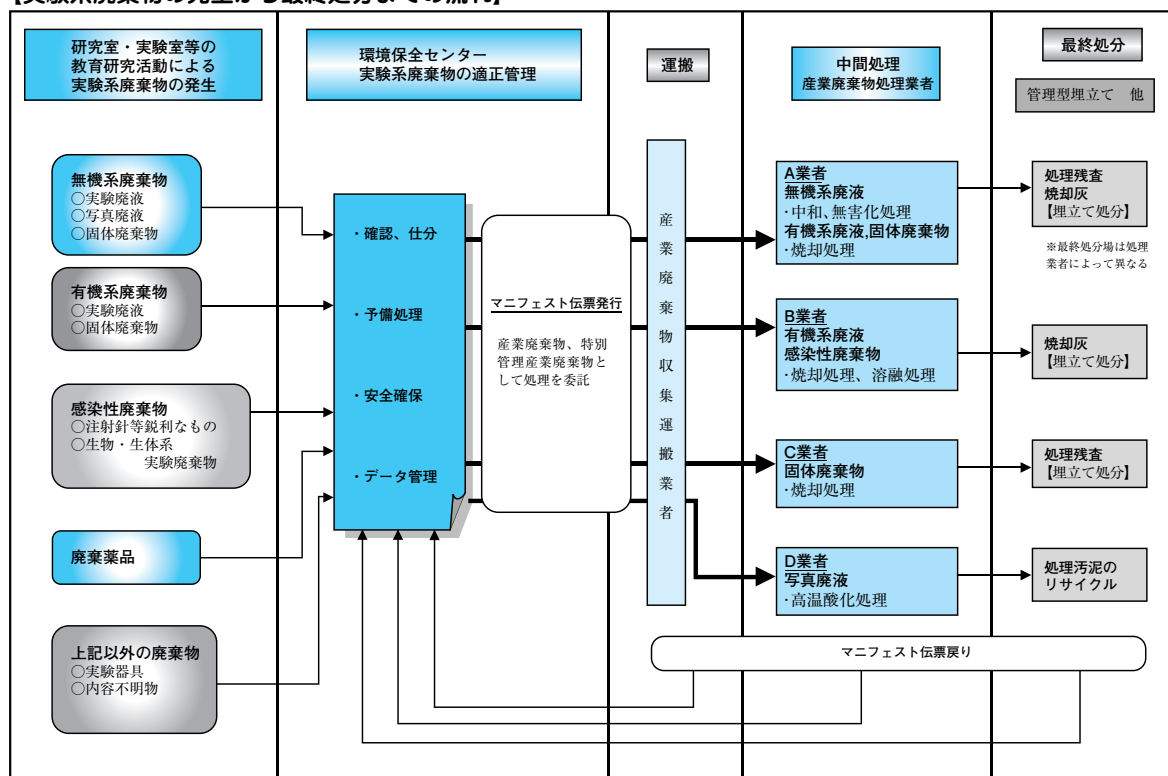 【実験系廃棄物の発生から最終処分までの流れ】
研究室・実験室等の
教育研究活動による
実験系廃棄物の発生
環境保全センター
実験系廃棄物の適正管理
運搬
中間処理
産業廃棄物処理業者
最終処分
管理型埋立て　他
無機系廃棄物
○実験廃液
○写真廃液
○固体廃棄物
有機系廃棄物
○実験廃液
○固体廃棄物
感染性廃棄物
○注射針等鋭利なもの
○生物・生体系
実験廃棄物
廃棄薬品
上記以外の廃棄物
○実験器具
○内容不明物
・確認、仕分
・予備処理
・安全確保
・データ管理
マニフェスト伝票発行
産業廃棄物、特別
管理産業廃棄物と
して処理を委託
産業廃棄物収集運搬業者
A業者
無機系廃液
・中和、無害化処理
有機系廃液,固体廃棄物
・焼却処理
B業者
有機系廃液
感染性廃棄物
・焼却処理、溶融処理
C業者
固体廃棄物
・焼却処理
D業者
写真廃液
・高温酸化処理
処理残査
焼却灰
【埋立て処分】
※最終処分場は処理
業者によって異なる
焼却灰
【埋立て処分】
処理残査
【埋立て処分】
処理汚泥の
リサイクル
マニフェスト伝票戻り